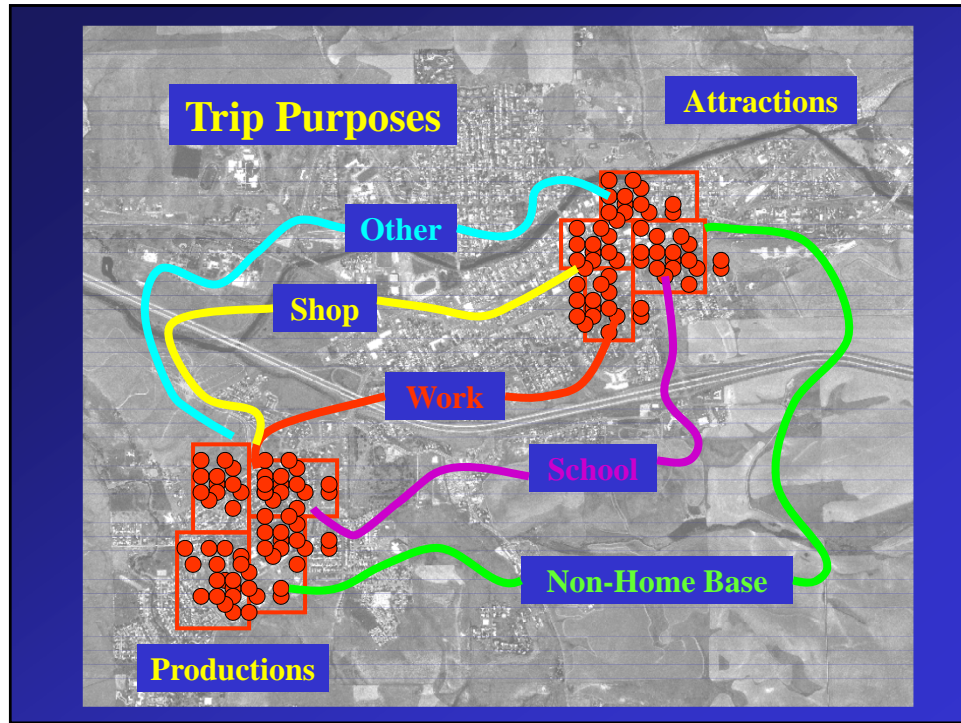 Trip Purposes
Attractions
Other
Shop
Work
School
Non-Home Base
Productions